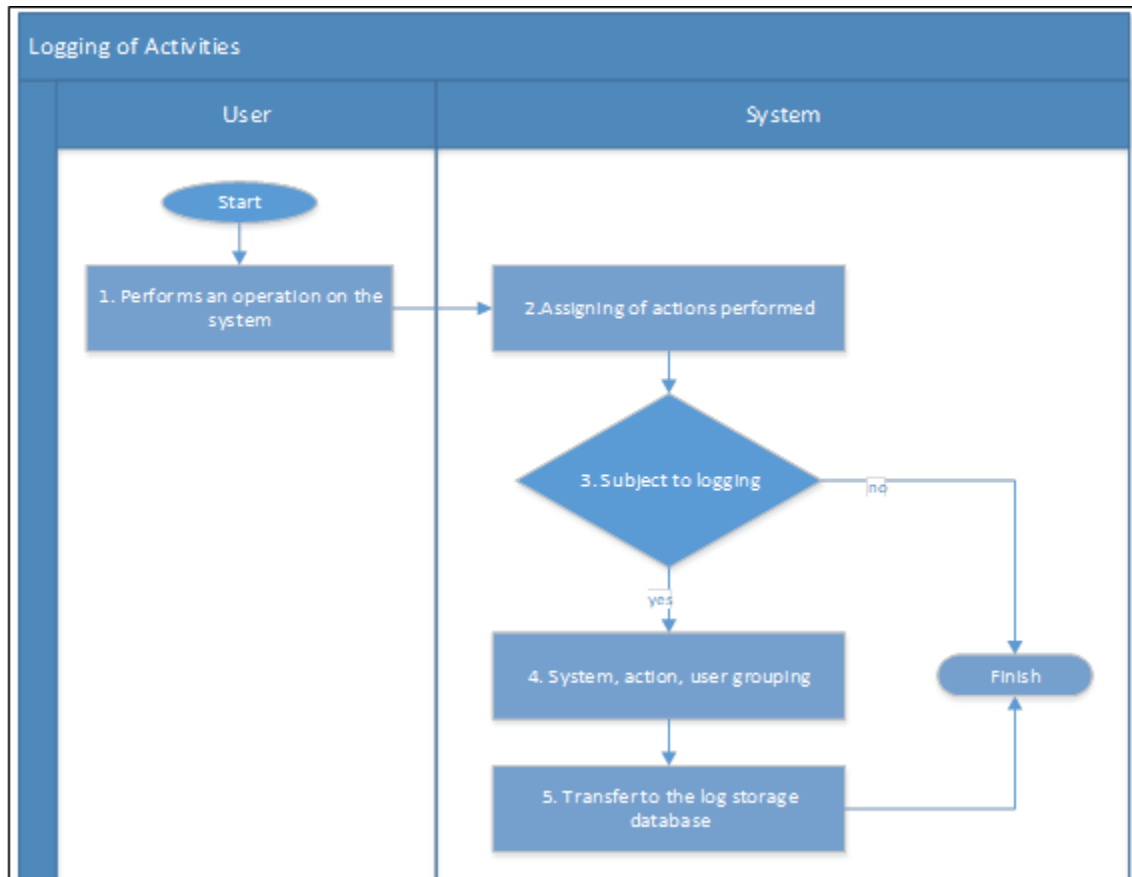 Logging of Activities
User
System
Start
1. Performs an operation on the
system
2.Assigning of actions performed
3. Subject to logging
no
yes
4. System, action, user grouping
Finish
5. Transfer to the log storage
database